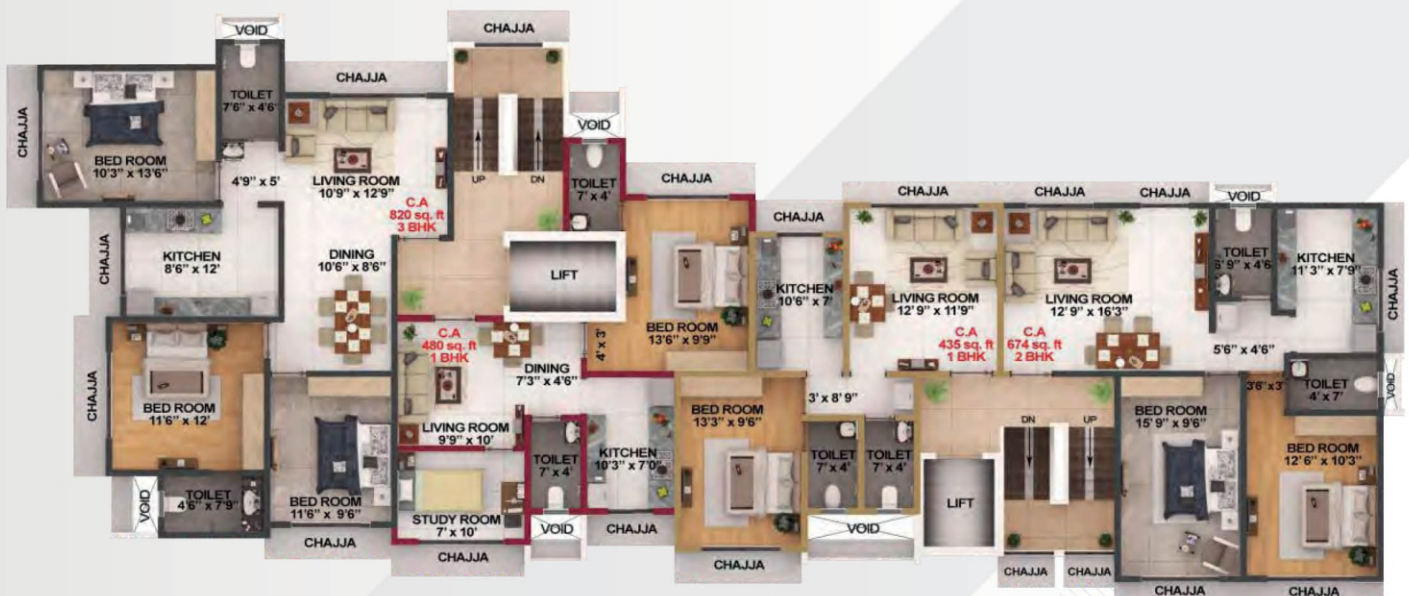 VOID
CHAJJA
CHAJJA
CHAJJA
TOILET
7'6" x 4'6"
BED ROOM
10'3" x 13'6"
4'9" x 5'
LIVING ROOM
10'9" x 12'9"
C.A
820 sq. ft
3 BHK
CHAJJA
KITCHEN
8'6" x 12'
DINING
10'6" x 8'6"
CHAJJA
BED ROOM
11'6" x 12'
VOID
TOILET
4'6" x 7'9"
BED ROOM
11'6" x 9'6"
CHAJJA
UP
DN
LIFT
VOID
TOILET
7' x 4'
CHAJJA
BED ROOM
13'6" x 9'9"
4' x 3'
C.A
480 sq. ft
1 BHK
DINING
7'3" x 4'6"
LIVING ROOM
9'9" x 10'
TOILET
7' x 4'
KITCHEN
10'3" x 7'0"
STUDY ROOM
7' x 10'
VOID
CHAJJA
CHAJJA
CHAJJA
KITCHEN
10'6" x 7'
CHAJJA
LIVING ROOM
12' 9" x 11'9"
C.A
435 sq. ft
1 BHK
BED ROOM
13'3" x 9'6"
3' x 8' 9"
TOILET
7' x 4'
TOILET
7' x 4'
VOID
CHAJJA
CHAJJA
CHAJJA
VOID
TOILET
6' 9" x 4'6
KITCHEN
11' 3" x 7'9"
CHAJJA
LIVING ROOM
12' 9" x 16'3"
C.A
674 sq. ft
2 BHK
5'6" x 4'6"
3'6" x 3'
TOILET
4' x 7'
VOID
DN
UP
LIFT
BED ROOM
15' 9" x 9'6"
BED ROOM
12' 6" x 10'3"
CHAJJA
CHAJJA
CHAJJA
CHAJJA